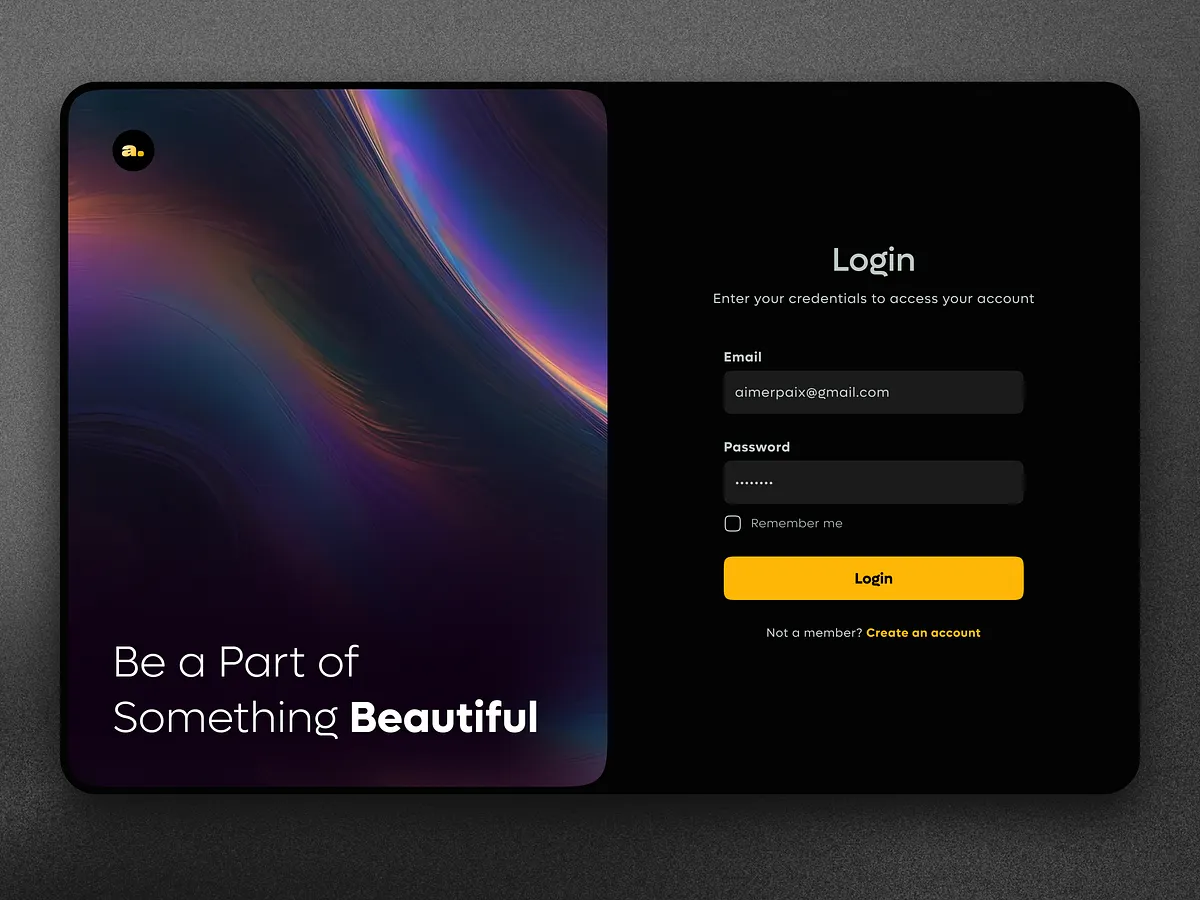 a.
Be a Part of
Something Beautiful
Login
Enter your credentials to access your account
Email
aimerpaix@gmail.com
Password
••••••••
Remember me
Login
Not a member? Create an account